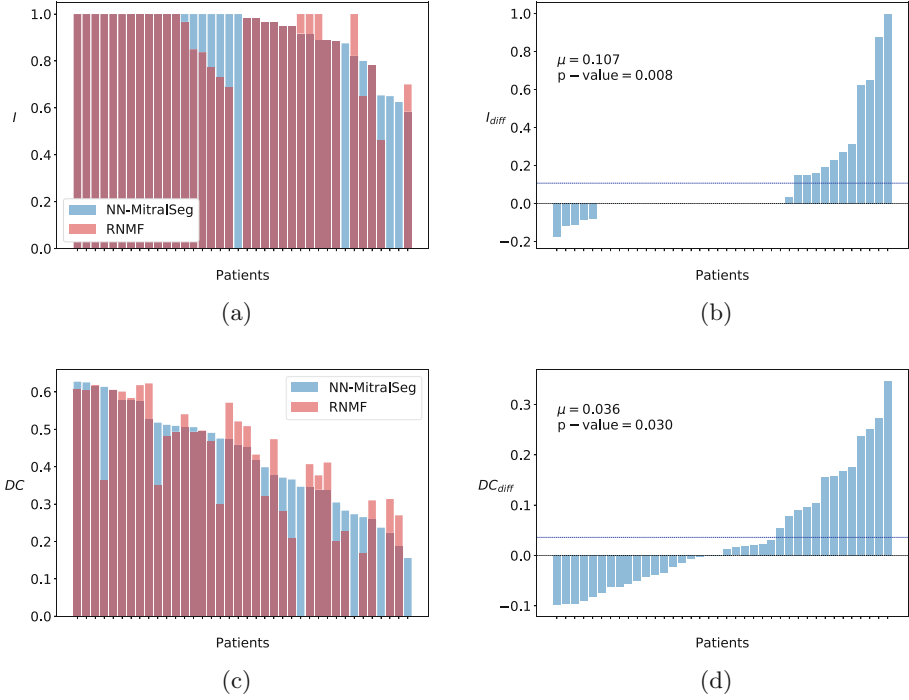 1.0
0.8
0.6
I
0.4
0.2
0.0
NN-MitralSeg
RNMF
Patients
(a)
1.0
0.8
0.6
0.4
0.2
0.0
−0.2
I_diff
μ = 0.107
p − value = 0.008
Patients
(b)
0.6
0.5
0.4
DC
0.3
0.2
0.1
0.0
NN-MitralSeg
RNMF
Patients
(c)
0.3
0.2
0.1
0.0
−0.1
DC_diff
μ = 0.036
p − value = 0.030
Patients
(d)